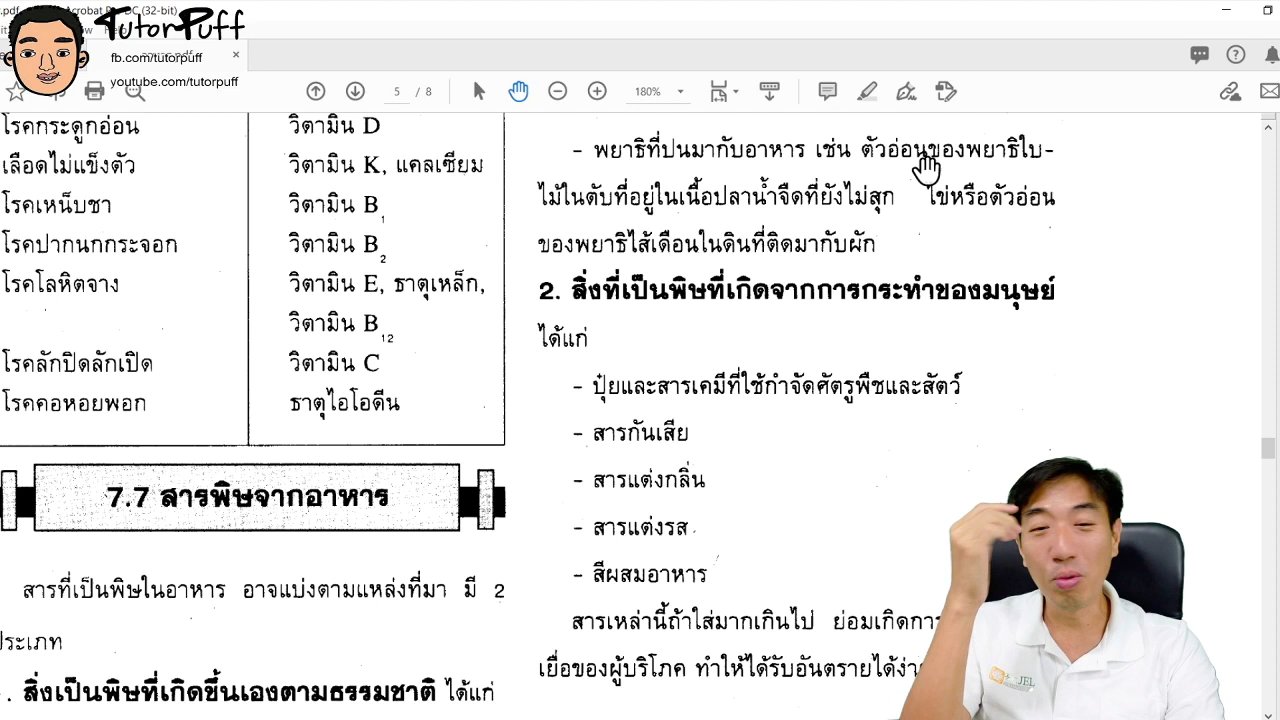 .pdf
Acrobat
DC (32-bit)
TutorPuff
Help
fb.com/tutorpuff
youtube.com/tutorpuff
5 / 8
180%
โรคกระดูกอ่อน วิตามิน D
เลือดไม่แข็งตัว วิตามิน K, แคลเซียม
โรคเหน็บชา วิตามิน B1
โรคปากนกกระจอก วิตามิน B2
โรคโลหิตจาง วิตามิน E, ธาตุเหล็ก,
วิตามิน B12
โรคลักปิดลักเปิด วิตามิน C
โรคคอหอยพอก ธาตุไอโอดีน
7.7 สารพิษจากอาหาร
สารที่เป็นพิษในอาหาร อาจแบ่งตามแหล่งที่มา มี 2
ประเภท
. สิ่งเป็นพิษที่เกิดขึ้นเองตามธรรมชาติ ได้แก่
- พยาธิที่ปนมากับอาหาร เช่น ตัวอ่อนของพยาธิใบ-
ไม้ในตับที่อยู่ในเนื้อปลาน้ำจืดที่ยังไม่สุก ไข่หรือตัวอ่อน
ของพยาธิไส้เดือนในดินที่ติดมากับผัก
2. สิ่งที่เป็นพิษที่เกิดจากการกระทำของมนุษย์
ได้แก่
- ปุ๋ยและสารเคมีที่ใช้กำจัดศัตรูพืชและสัตว์
- สารกันเสีย
- สารแต่งกลิ่น
- สารแต่งรส
- สีผสมอาหาร
สารเหล่านี้ถ้าใส่มากเกินไป ย่อมเกิดการ
เยื่อของผู้บริโภค ทำให้ได้รับอันตรายได้ง่าย
JEL